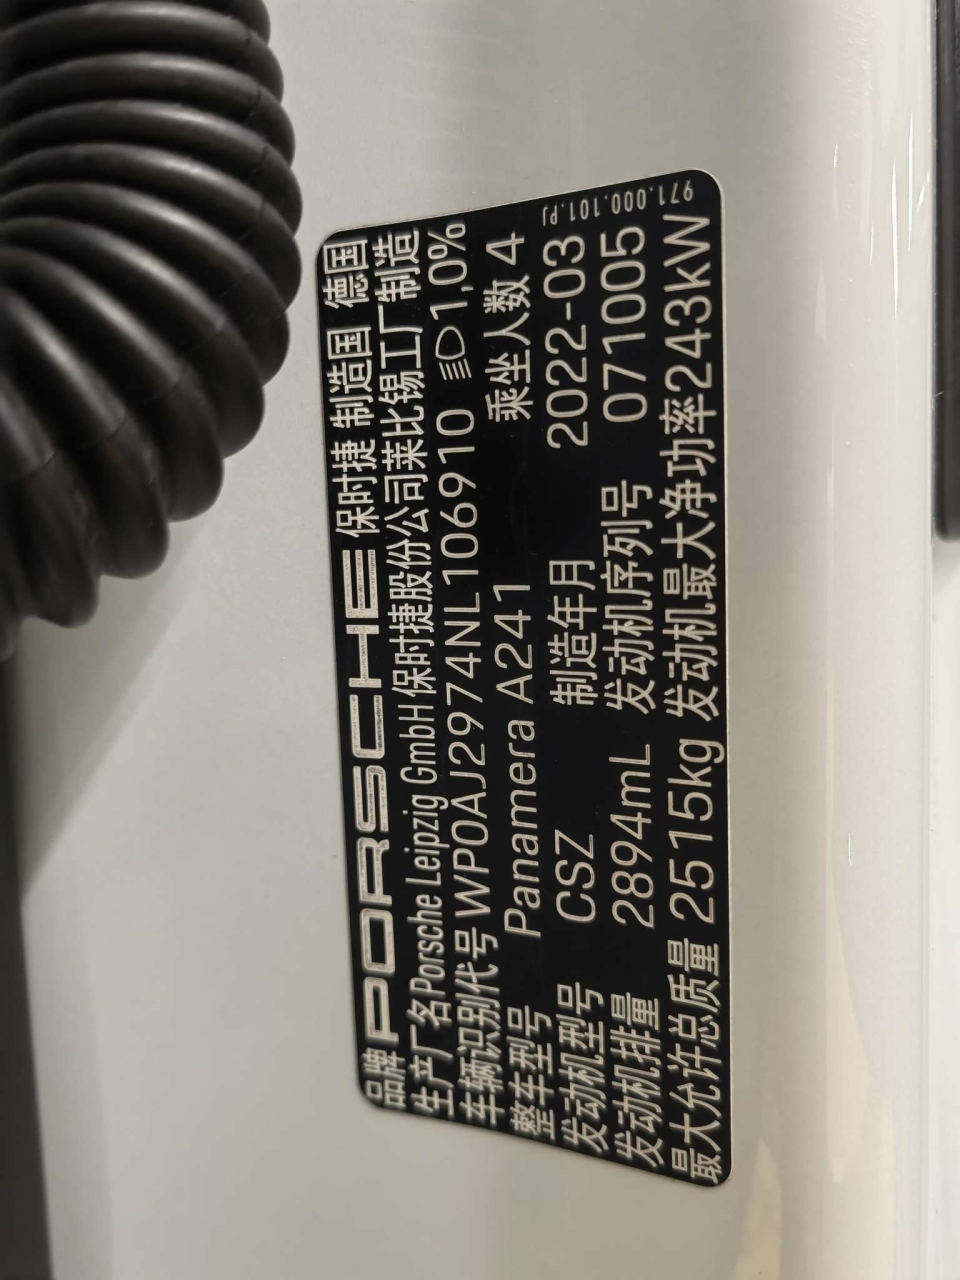 品牌 PORSCHE 保时捷 制造国 德国
生产厂名 Porsche Leipzig GmbH 保时捷股份公司莱比锡工厂制造
车辆识别代号 WP0AJ2974NL106910 1,0%
整车型号 Panamera A241 乘坐人数 4
发动机型号 CSZ 制造年月 2022-03
发动机排量 2894mL 发动机序列号 071005
最大允许总质量 2515kg 发动机最大净功率243kW
971.000.101.PJ